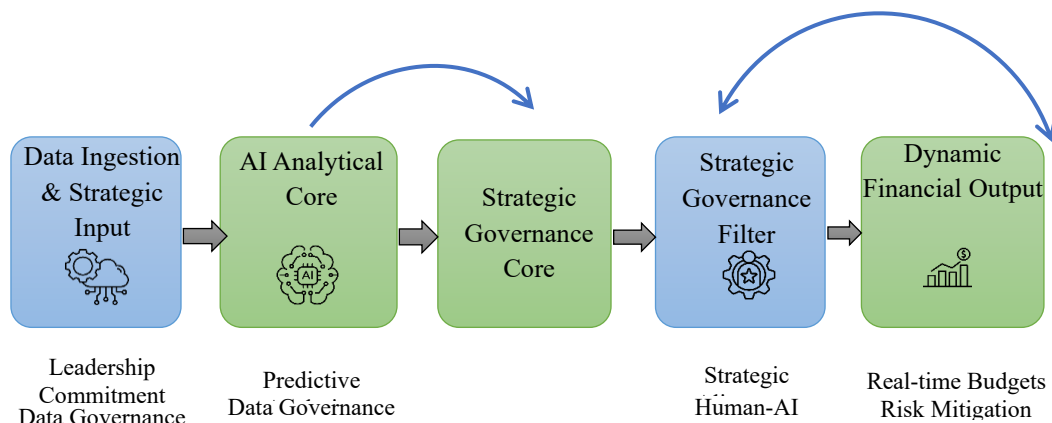 Data Ingestion
& Strategic
Input
AI Analytical
Core
AI
Strategic
Governance
Core
Strategic
Governance
Filter
Dynamic
Financial Output
$
Leadership
Commitment
Data Governance
Predictive
Data Governance
Strategic
Human-AI
Real-time Budgets
Risk Mitigation